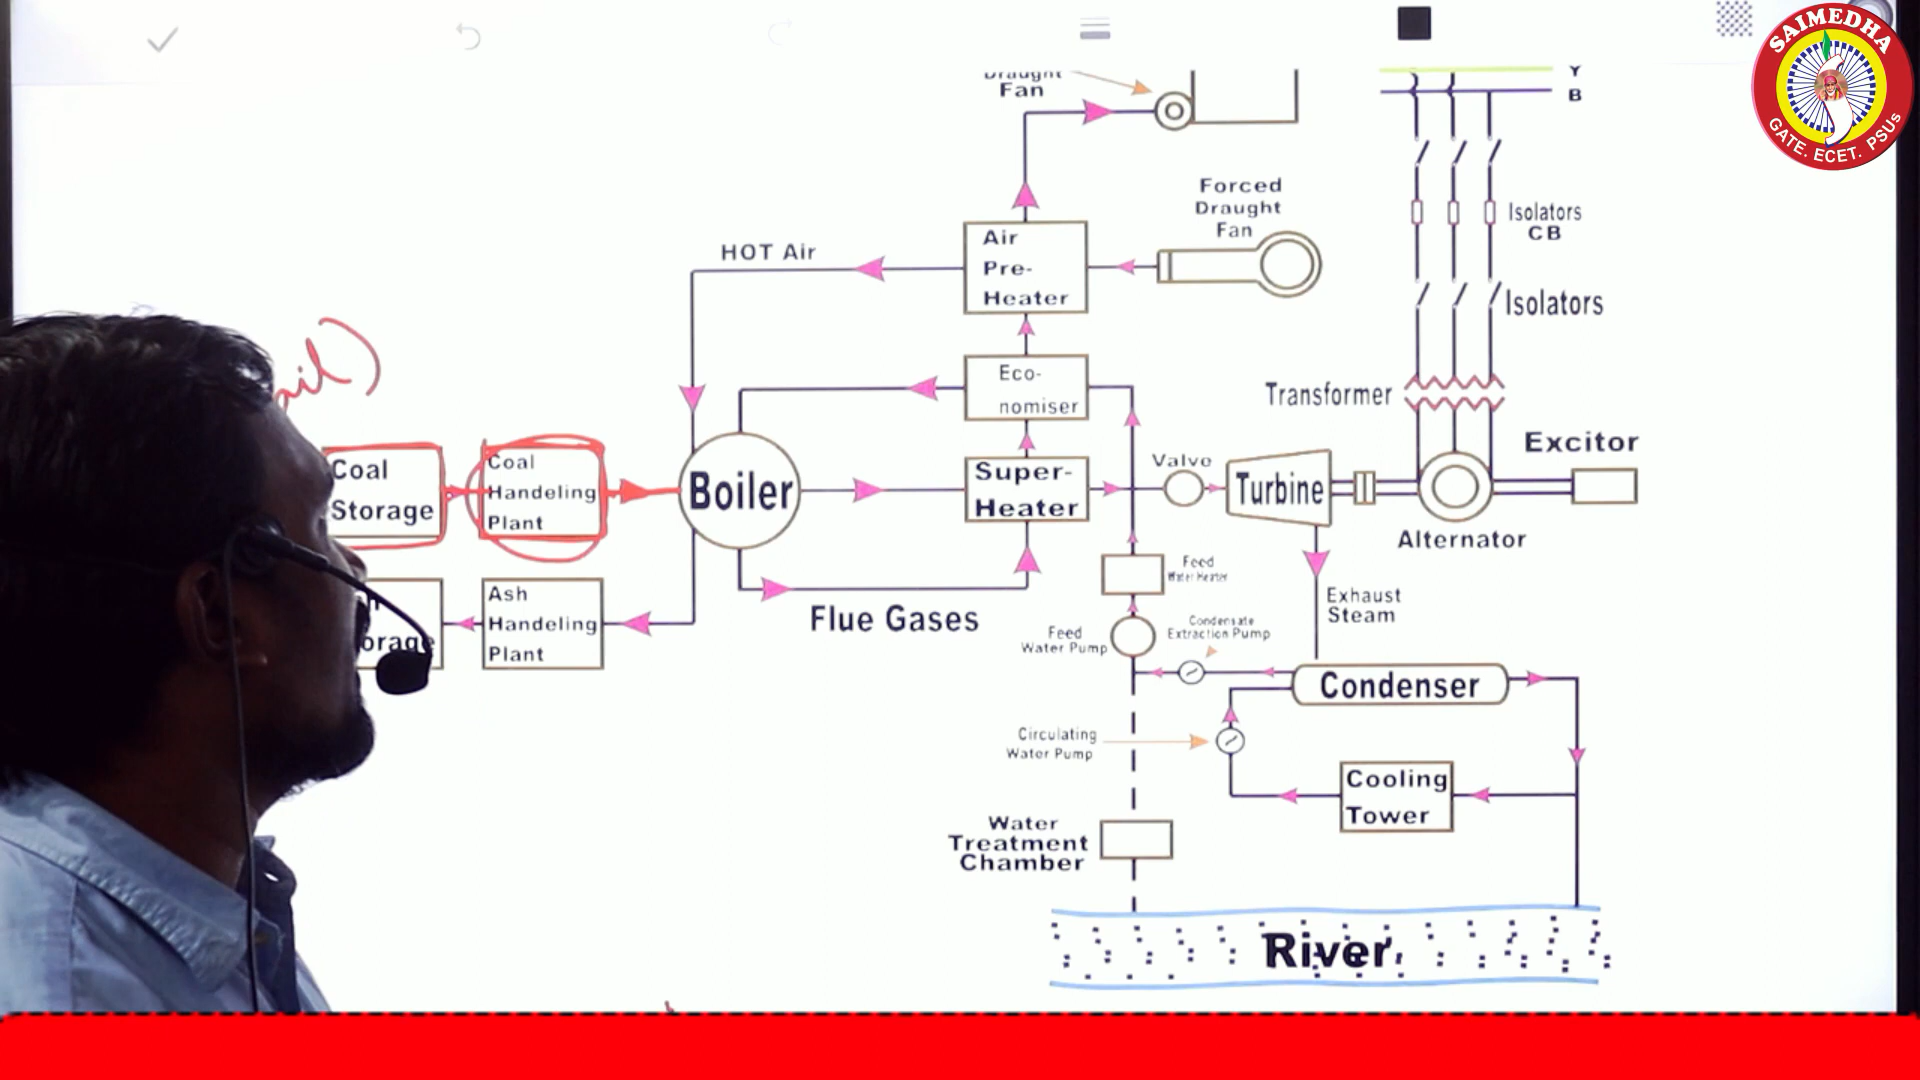 SAIMEDHA
GATE. ECET. PSUs
Fan
Y
B
Forced
Draught
Fan
Isolators
CB
Isolators
HOT Air
Air
Pre-
Heater
Eco-
nomiser
Transformer
Excitor
Coal
Storage
Coal
Handeling
Plant
Boiler
Super-
Heater
Valve
Turbine
Alternator
Ash
Handeling
Plant
Flue Gases
Feed
Water Heater
Feed
Water Pump
Condensate
Extraction Pump
Exhaust
Steam
Condenser
Circulating
Water Pump
Cooling
Tower
Water
Treatment
Chamber
River